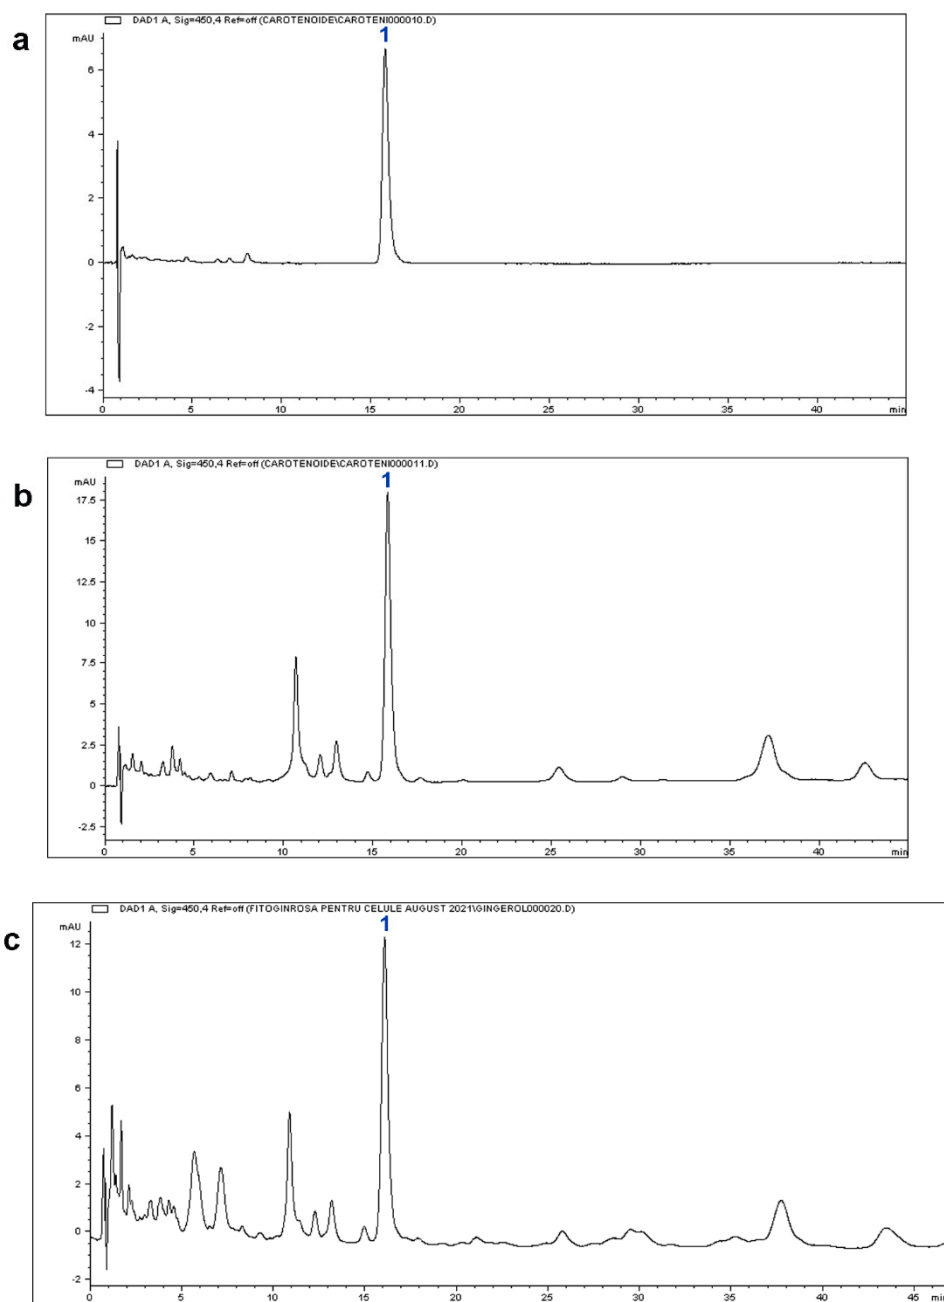 DAD1 A, Sig=450,4 Ref=off (CAROTENOIDE\CAROTENI000010.D)
a
mAU
1
6
4
2
0
-2
-4
0 5 10 15 20 25 30 35 40 min
DAD1 A, Sig=450,4 Ref=off (CAROTENOIDE\CAROTENI000011.D)
b
mAU
1
17.5
15
12.5
10
7.5
5
2.5
0
-2.5
0 10 15 20 30 40 min
DAD1 A, Sig=450,4 Ref=off (FITOGINROSA PENTRU CELULE AUGUST 2021\GINGEROL000020.D)
c
mAU
1
12
10
8
6
4
2
0
-2
0 5 10 15 20 25 30 35 40 45 min